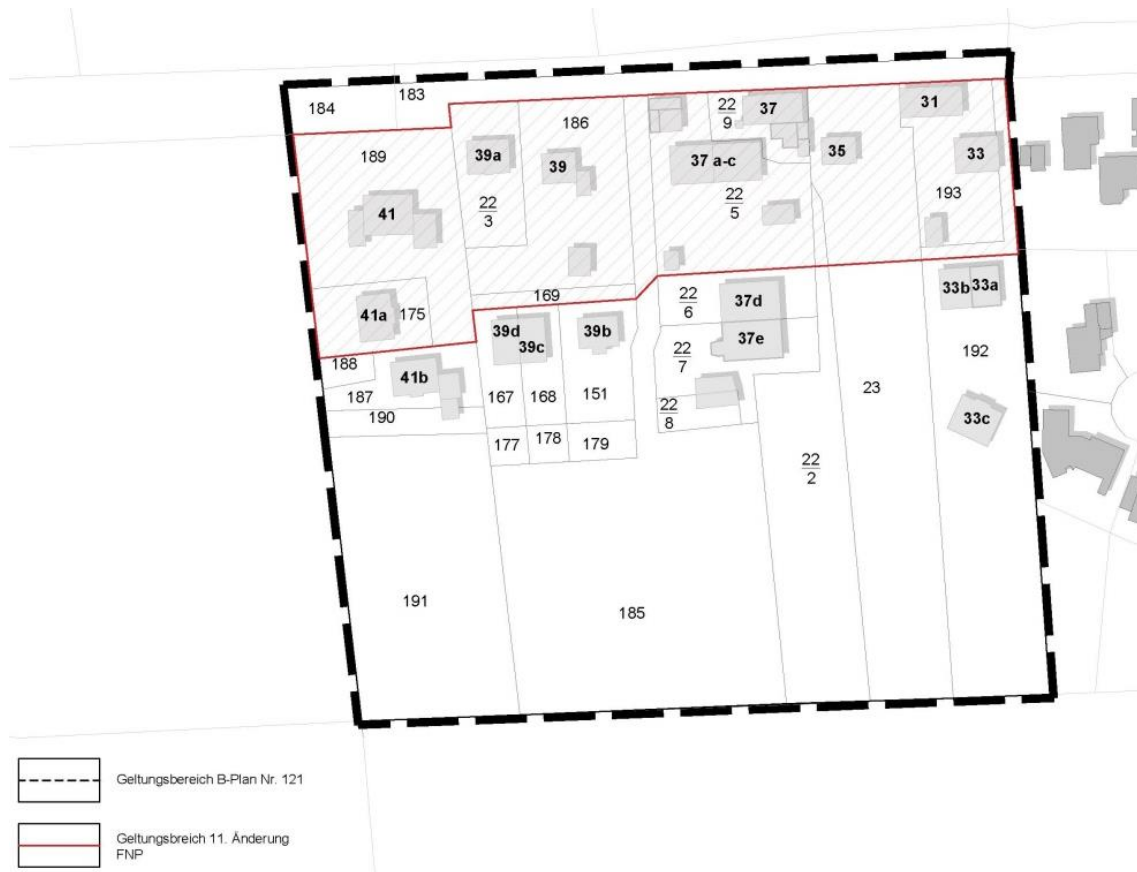 184
183
189
41
39a
22
3
186
39
22
9
37
37 a-c
22
5
35
31
33
193
169
41a
175
188
187
41b
190
39d
39c
39b
167
168
151
177
178
179
22
6
37d
22
7
37e
22
8
33b
33a
192
33c
23
22
2
191
185
Geltungsbereich B-Plan Nr. 121
Geltungsbreich 11. Änderung
FNP